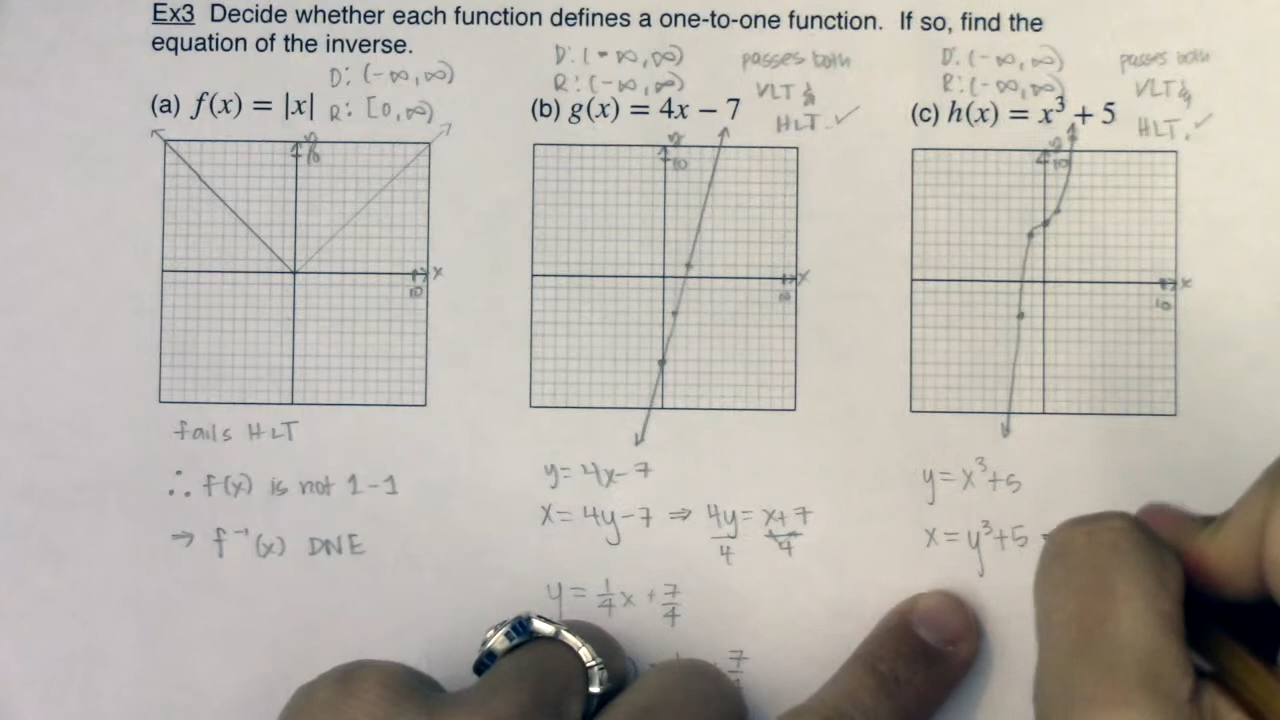 Ex3 Decide whether each function defines a one-to-one function. If so, find the
equation of the inverse.
D: (-∞,∞)
(a) f(x) = |x| R: [0,∞)
y
10
x
10
fails HLT
∴ f(x) is not 1-1
⇒ f⁻¹(x) DNE
D: (-∞,∞) passes both
R: (-∞,∞) VLT &
(b) g(x) = 4x − 7 HLT ✓
y
10
x
10
y = 4x-7
x = 4y-7 ⇒ 4y = x+7
4 4
y = 1/4 x + 7/4
7
D: (-∞,∞) passes both
R: (-∞,∞) VLT &
(c) h(x) = x³ + 5 HLT. ✓
y
10
x
10
y = x³+5
x = y³+5